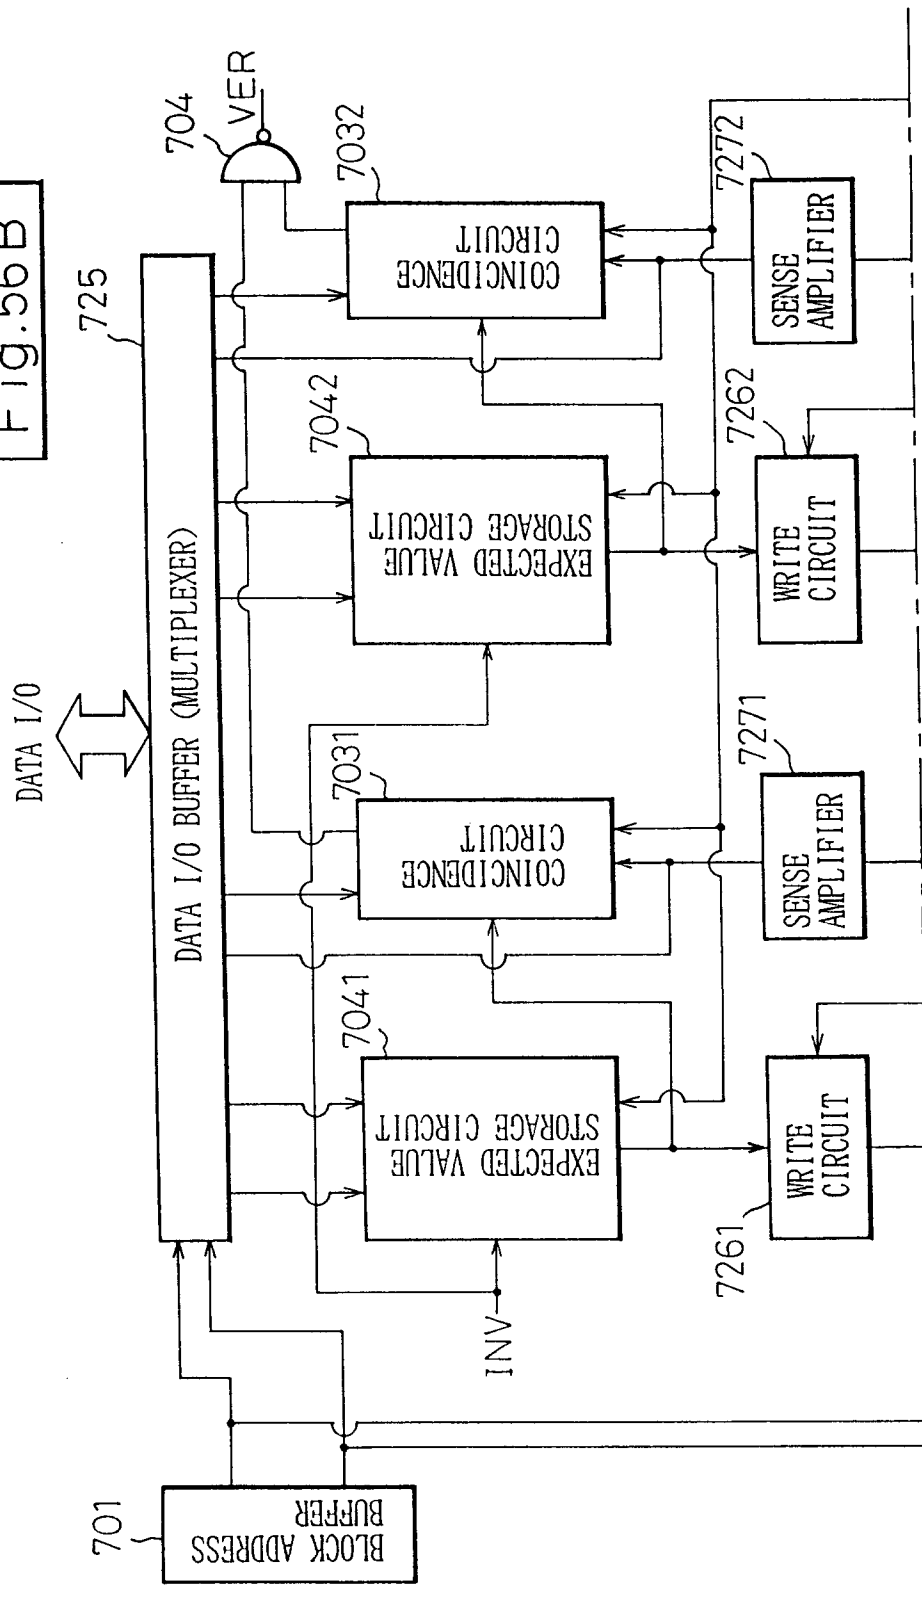 Fig.56B
DATA I/O
725
DATA I/O BUFFER (MULTIPLEXER)
704
VER
701
BLOCK ADDRESS
BUFFER
INV
7041
EXPECTED VALUE
STORAGE CIRCUIT
7031
COINCIDENCE
CIRCUIT
7042
EXPECTED VALUE
STORAGE CIRCUIT
7032
COINCIDENCE
CIRCUIT
7261
WRITE
CIRCUIT
7271
SENSE
AMPLIFIER
7262
WRITE
CIRCUIT
7272
SENSE
AMPLIFIER